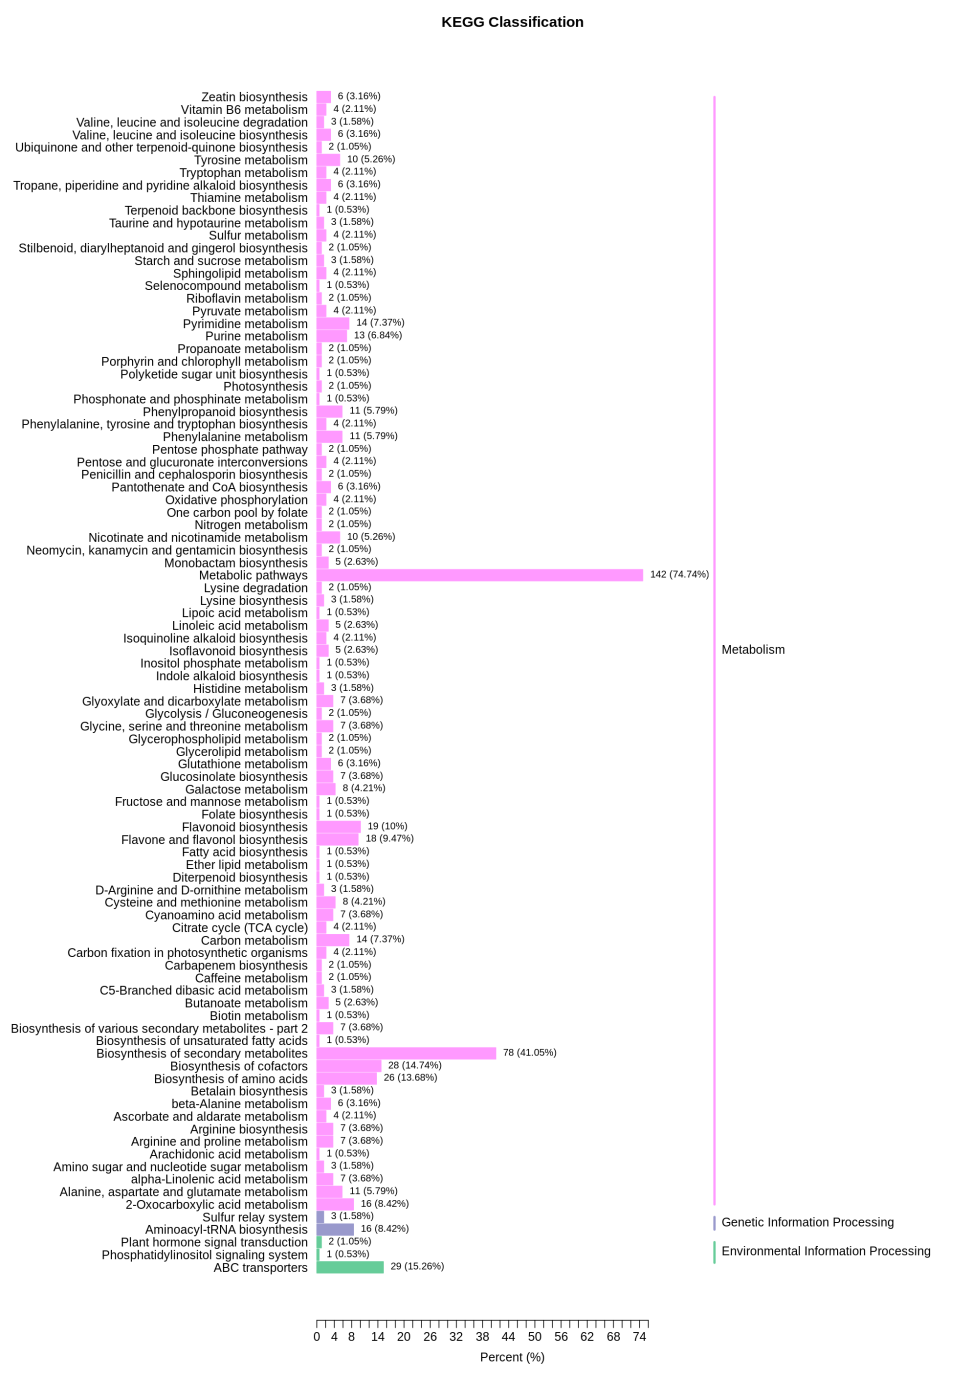 KEGG Classification
Zeatin biosynthesis 6 (3.16%)
Vitamin B6 metabolism 4 (2.11%)
Valine, leucine and isoleucine degradation 3 (1.58%)
Valine, leucine and isoleucine biosynthesis 6 (3.16%)
Ubiquinone and other terpenoid-quinone biosynthesis 2 (1.05%)
Tyrosine metabolism 10 (5.26%)
Tryptophan metabolism 4 (2.11%)
Tropane, piperidine and pyridine alkaloid biosynthesis 6 (3.16%)
Thiamine metabolism 4 (2.11%)
Terpenoid backbone biosynthesis 1 (0.53%)
Taurine and hypotaurine metabolism 3 (1.58%)
Sulfur metabolism 4 (2.11%)
Stilbenoid, diarylheptanoid and gingerol biosynthesis 2 (1.05%)
Starch and sucrose metabolism 3 (1.58%)
Sphingolipid metabolism 4 (2.11%)
Selenocompound metabolism 1 (0.53%)
Riboflavin metabolism 2 (1.05%)
Pyruvate metabolism 4 (2.11%)
Pyrimidine metabolism 14 (7.37%)
Purine metabolism 13 (6.84%)
Propanoate metabolism 2 (1.05%)
Porphyrin and chlorophyll metabolism 2 (1.05%)
Polyketide sugar unit biosynthesis 1 (0.53%)
Photosynthesis 2 (1.05%)
Phosphonate and phosphinate metabolism 1 (0.53%)
Phenylpropanoid biosynthesis 11 (5.79%)
Phenylalanine, tyrosine and tryptophan biosynthesis 4 (2.11%)
Phenylalanine metabolism 11 (5.79%)
Pentose phosphate pathway 2 (1.05%)
Pentose and glucuronate interconversions 4 (2.11%)
Penicillin and cephalosporin biosynthesis 2 (1.05%)
Pantothenate and CoA biosynthesis 6 (3.16%)
Oxidative phosphorylation 4 (2.11%)
One carbon pool by folate 2 (1.05%)
Nitrogen metabolism 2 (1.05%)
Nicotinate and nicotinamide metabolism 10 (5.26%)
Neomycin, kanamycin and gentamicin biosynthesis 2 (1.05%)
Monobactam biosynthesis 5 (2.63%)
Metabolic pathways 142 (74.74%)
Lysine degradation 2 (1.05%)
Lysine biosynthesis 3 (1.58%)
Lipoic acid metabolism 1 (0.53%)
Linoleic acid metabolism 5 (2.63%)
Isoquinoline alkaloid biosynthesis 4 (2.11%)
Isoflavonoid biosynthesis 5 (2.63%)
Metabolism
Inositol phosphate metabolism 1 (0.53%)
Indole alkaloid biosynthesis 1 (0.53%)
Histidine metabolism 3 (1.58%)
Glyoxylate and dicarboxylate metabolism 7 (3.68%)
Glycolysis / Gluconeogenesis 2 (1.05%)
Glycine, serine and threonine metabolism 7 (3.68%)
Glycerophospholipid metabolism 2 (1.05%)
Glycerolipid metabolism 2 (1.05%)
Glutathione metabolism 6 (3.16%)
Glucosinolate biosynthesis 7 (3.68%)
Galactose metabolism 8 (4.21%)
Fructose and mannose metabolism 1 (0.53%)
Folate biosynthesis 1 (0.53%)
Flavonoid biosynthesis 19 (10%)
Flavone and flavonol biosynthesis 18 (9.47%)
Fatty acid biosynthesis 1 (0.53%)
Ether lipid metabolism 1 (0.53%)
Diterpenoid biosynthesis 1 (0.53%)
D-Arginine and D-ornithine metabolism 3 (1.58%)
Cysteine and methionine metabolism 8 (4.21%)
Cyanoamino acid metabolism 7 (3.68%)
Citrate cycle (TCA cycle) 4 (2.11%)
Carbon metabolism 14 (7.37%)
Carbon fixation in photosynthetic organisms 4 (2.11%)
Carbapenem biosynthesis 2 (1.05%)
Caffeine metabolism 2 (1.05%)
C5-Branched dibasic acid metabolism 3 (1.58%)
Butanoate metabolism 5 (2.63%)
Biotin metabolism 1 (0.53%)
Biosynthesis of various secondary metabolites - part 2 7 (3.68%)
Biosynthesis of unsaturated fatty acids 1 (0.53%)
Biosynthesis of secondary metabolites 78 (41.05%)
Biosynthesis of cofactors 28 (14.74%)
Biosynthesis of amino acids 26 (13.68%)
Betalain biosynthesis 3 (1.58%)
beta-Alanine metabolism 6 (3.16%)
Ascorbate and aldarate metabolism 4 (2.11%)
Arginine biosynthesis 7 (3.68%)
Arginine and proline metabolism 7 (3.68%)
Arachidonic acid metabolism 1 (0.53%)
Amino sugar and nucleotide sugar metabolism 3 (1.58%)
alpha-Linolenic acid metabolism 7 (3.68%)
Alanine, aspartate and glutamate metabolism 11 (5.79%)
2-Oxocarboxylic acid metabolism 16 (8.42%)
Sulfur relay system 3 (1.58%)
Genetic Information Processing
Aminoacyl-tRNA biosynthesis 16 (8.42%)
Plant hormone signal transduction 2 (1.05%)
Environmental Information Processing
Phosphatidylinositol signaling system 1 (0.53%)
ABC transporters 29 (15.26%)
0 4 8 14 20 26 32 38 44 50 56 62 68 74
Percent (%)